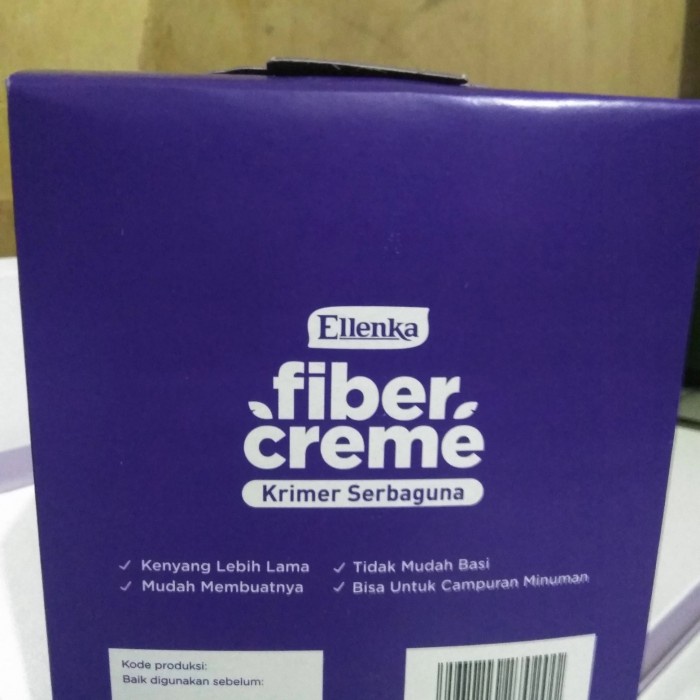 Ellenka
fiber
creme
Krimer Serbaguna
✓ Kenyang Lebih Lama
✓ Tidak Mudah Basi
✓ Mudah Membuatnya
✓ Bisa Untuk Campuran Minuman
Kode produksi:
Baik digunakan sebelum: